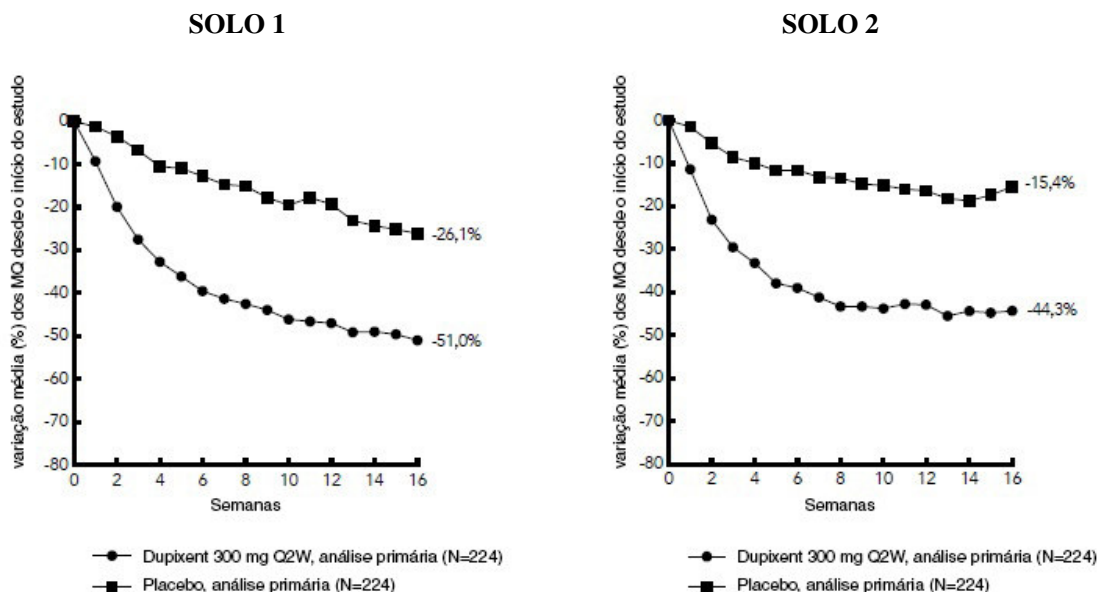 SOLO 1
variação média (%) dos MQ desde o início do estudo
0
-10
-20
-30
-40
-50
-60
-70
-80
0 2 4 6 8 10 12 14 16
-26,1%
-51,0%
Semanas
Dupixent 300 mg Q2W, análise primária (N=224)
Placebo, análise primária (N=224)
SOLO 2
variação média (%) dos MQ desde o início do estudo
0
-10
-20
-30
-40
-50
-60
-70
-80
0 2 4 6 8 10 12 14 16
-15,4%
-44,3%
Semanas
Dupixent 300 mg Q2W, análise primária (N=224)
Placebo, análise primária (N=224)